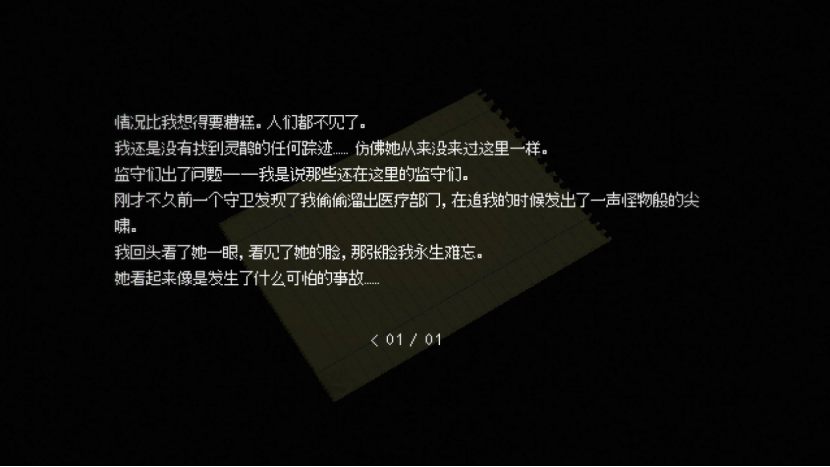 情况比我想得要糟糕。人们都不见了。
我还是没有找到灵鹊的任何踪迹…… 仿佛她从来没来过这里一样。
监守们出了问题——我是说那些还在这里的监守们。
刚才不久前一个守卫发现了我偷偷溜出医疗部门，在追我的时候发出了一声怪物般的尖
啸。
我回头看了她一眼，看见了她的脸，那张脸我永生难忘。
她看起来像是发生了什么可怕的事故……
< 01 / 01